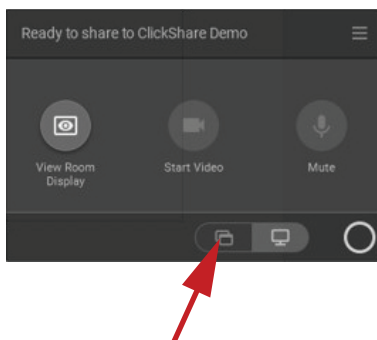 Ready to share to ClickShare Demo
View Room
Display
Start Video
Mute